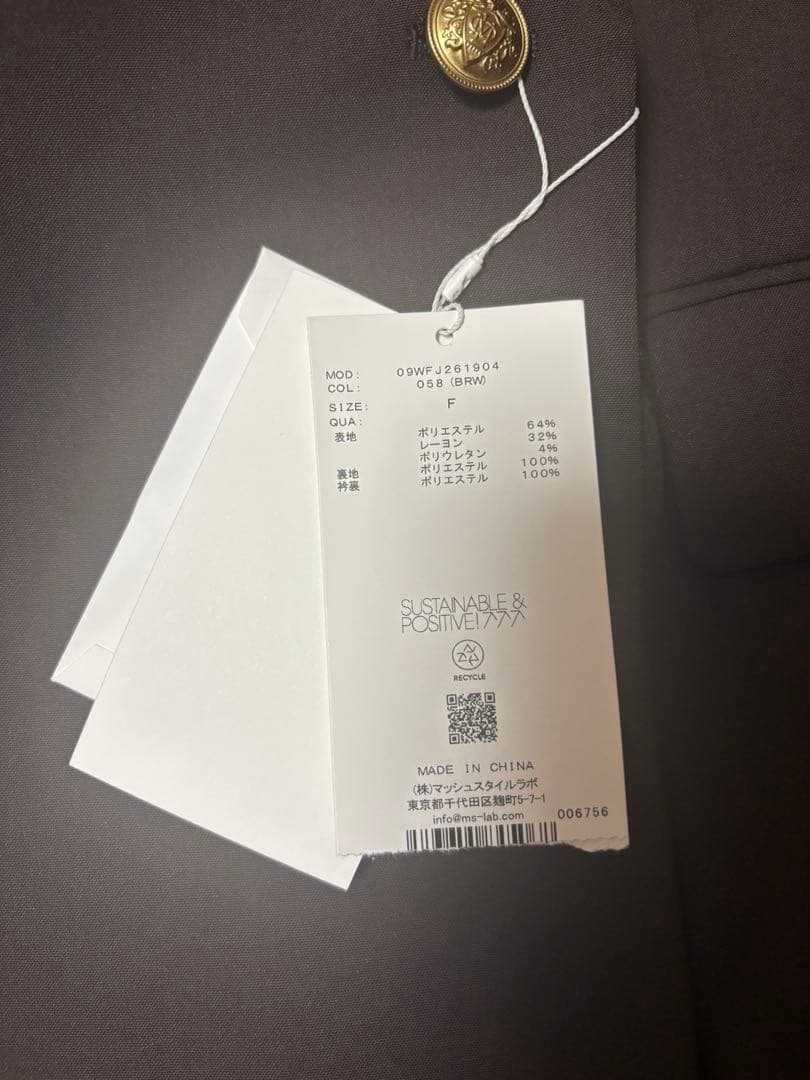 MOD: 09WFJ261904
COL: 058 (BRW)
SIZE: F
QUA:
表地 ポリエステル 64%
レーヨン 32%
ポリウレタン 4%
裏地 ポリエステル 100%
衿裏 ポリエステル 100%
SUSTAINABLE &
POSITIVE!
RECYCLE
MADE IN CHINA
(株)マッシュスタイルラボ
東京都千代田区麹町5-7-1
info@ms-lab.com 006756